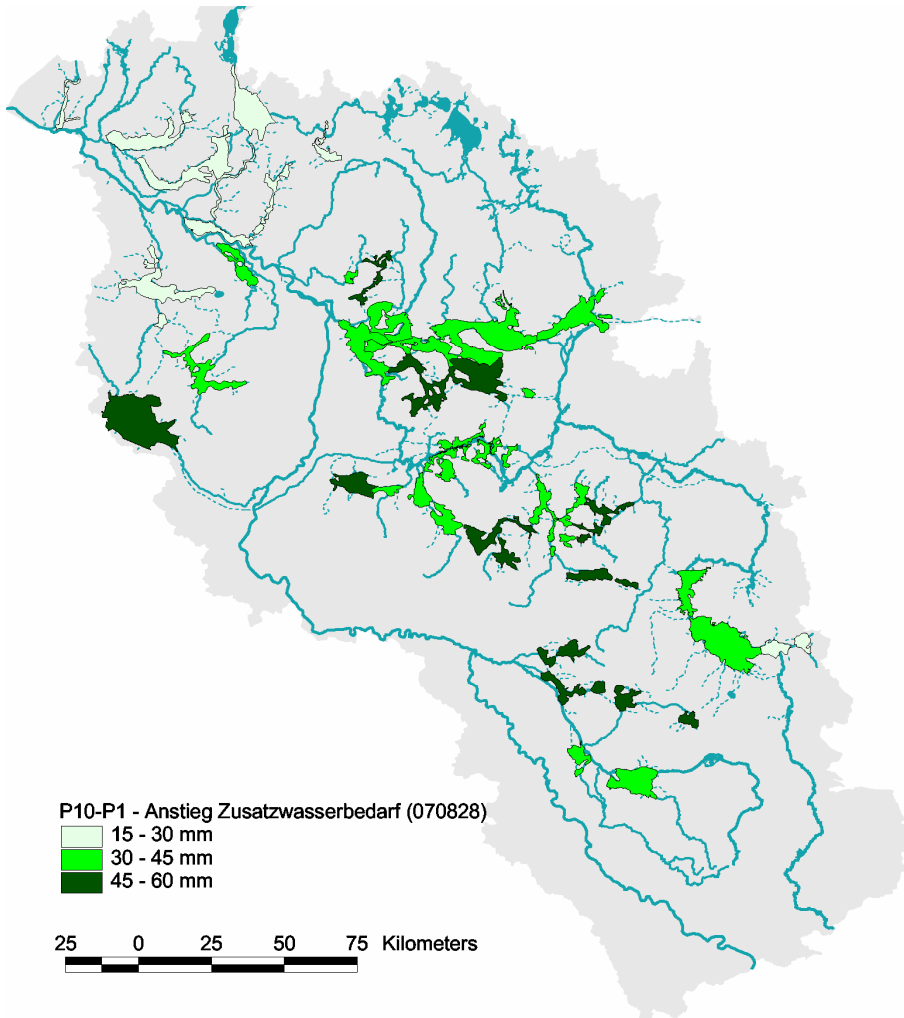 P10-P1 - Anstieg Zusatzwasserbedarf (070828)
15 - 30 mm
30 - 45 mm
45 - 60 mm
25 0 25 50 75 Kilometers